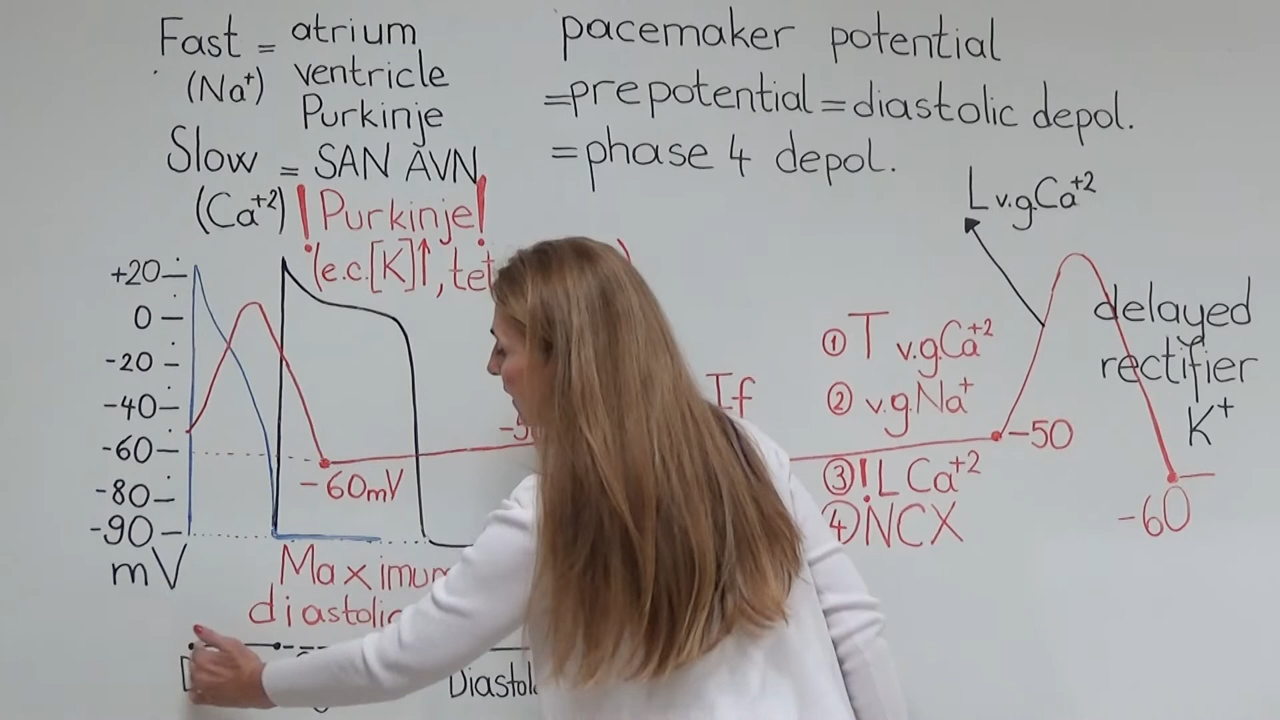 Fast = atrium
(Na⁺) ventricle
Purkinje
Slow = SAN AVN
(Ca⁺²) !Purkinje!
(e.c.[K]↑, tet
pacemaker potential
=prepotential=diastolic depol.
=phase 4 depol.
L v.g.Ca⁺²
+20
0
-20
-40
-60
-80
-90
mV
-60mV
Maximum
diastolic
Diastole
If
① T v.g.Ca⁺²
② v.g.Na⁺
③!L Ca⁺²
④NCX
-50
delayed
rectifier
K⁺
-60